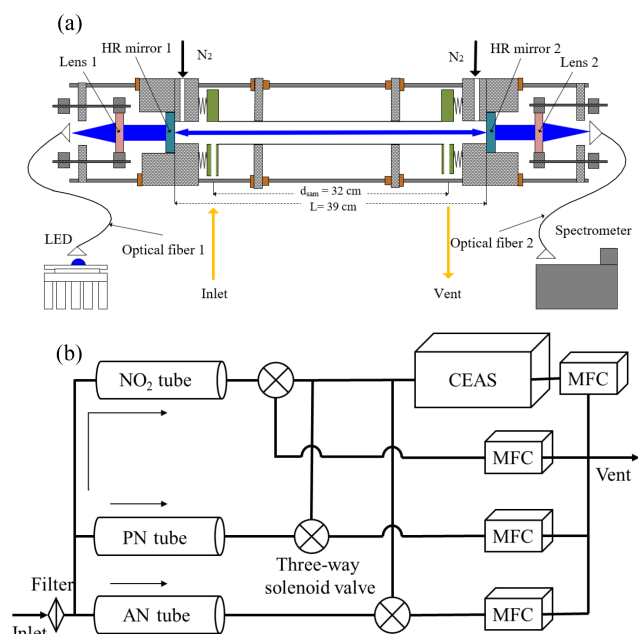 (a)
N₂
N₂
HR mirror 1
HR mirror 2
Lens 1
Lens 2
dsam = 32 cm
L= 39 cm
LED
Optical fiber 1
Optical fiber 2
Spectrometer
Inlet
Vent
(b)
NO₂ tube
CEAS
MFC
MFC
Vent
PN tube
MFC
Three-way
solenoid valve
Filter
AN tube
MFC
Inlet